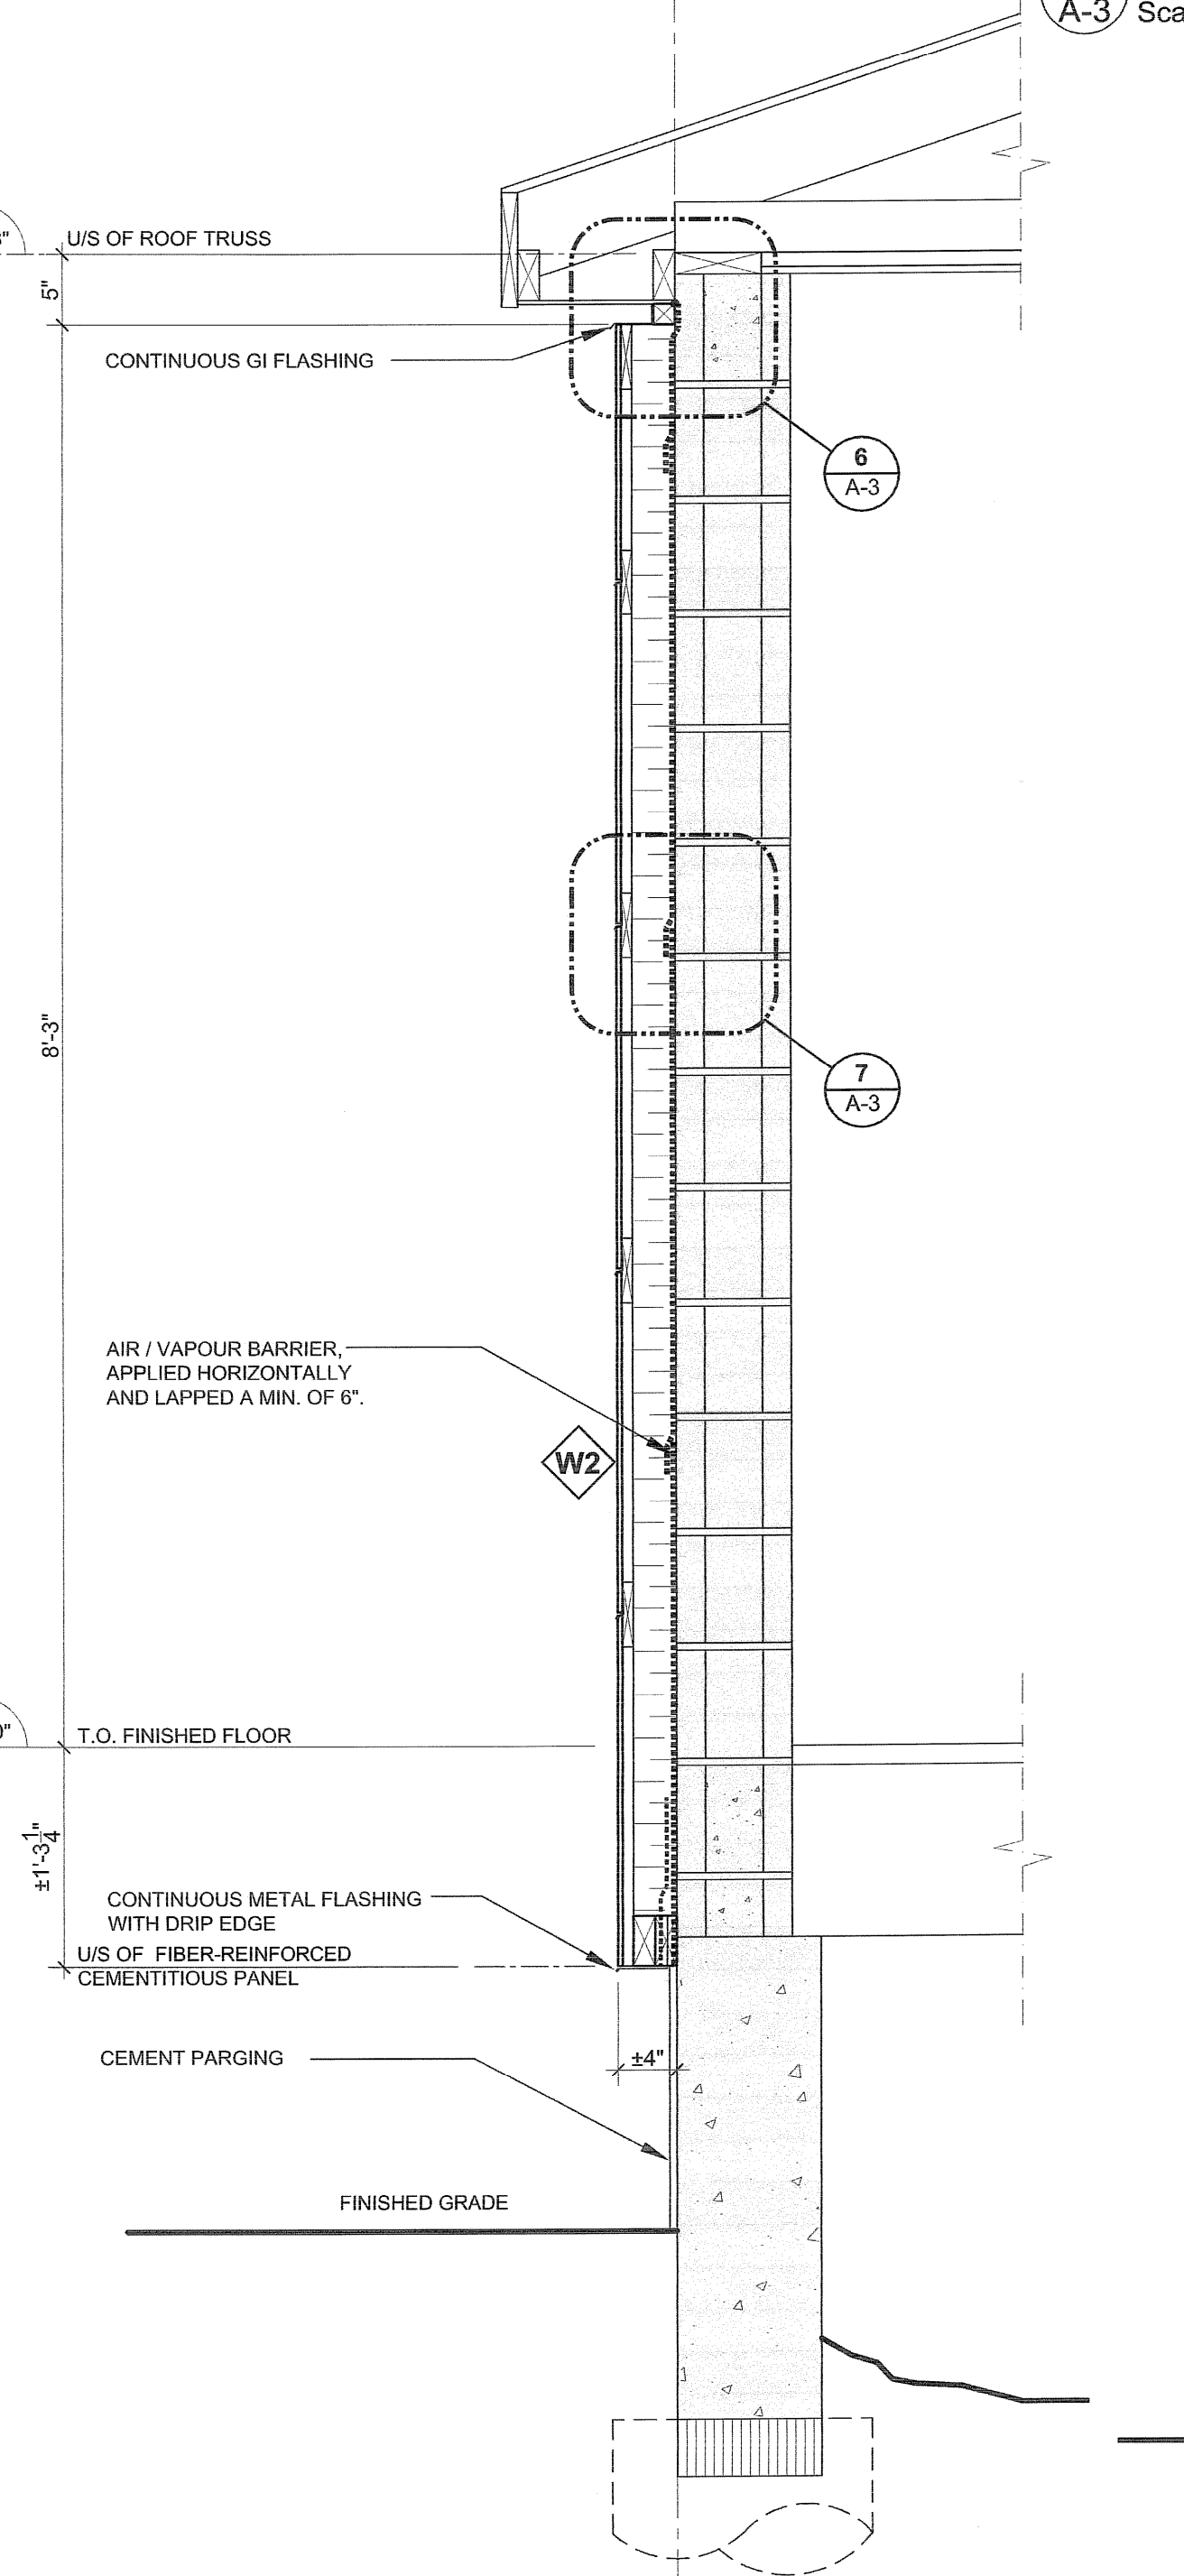 A-3 Sca
U/S OF ROOF TRUSS
5"
CONTINUOUS GI FLASHING
6
A-3
8'-3"
7
A-3
AIR / VAPOUR BARRIER,
APPLIED HORIZONTALLY
AND LAPPED A MIN. OF 6".
W2
T.O. FINISHED FLOOR
±1'-3 1/4"
CONTINUOUS METAL FLASHING
WITH DRIP EDGE
U/S OF FIBER-REINFORCED
CEMENTITIOUS PANEL
±4"
CEMENT PARGING
FINISHED GRADE